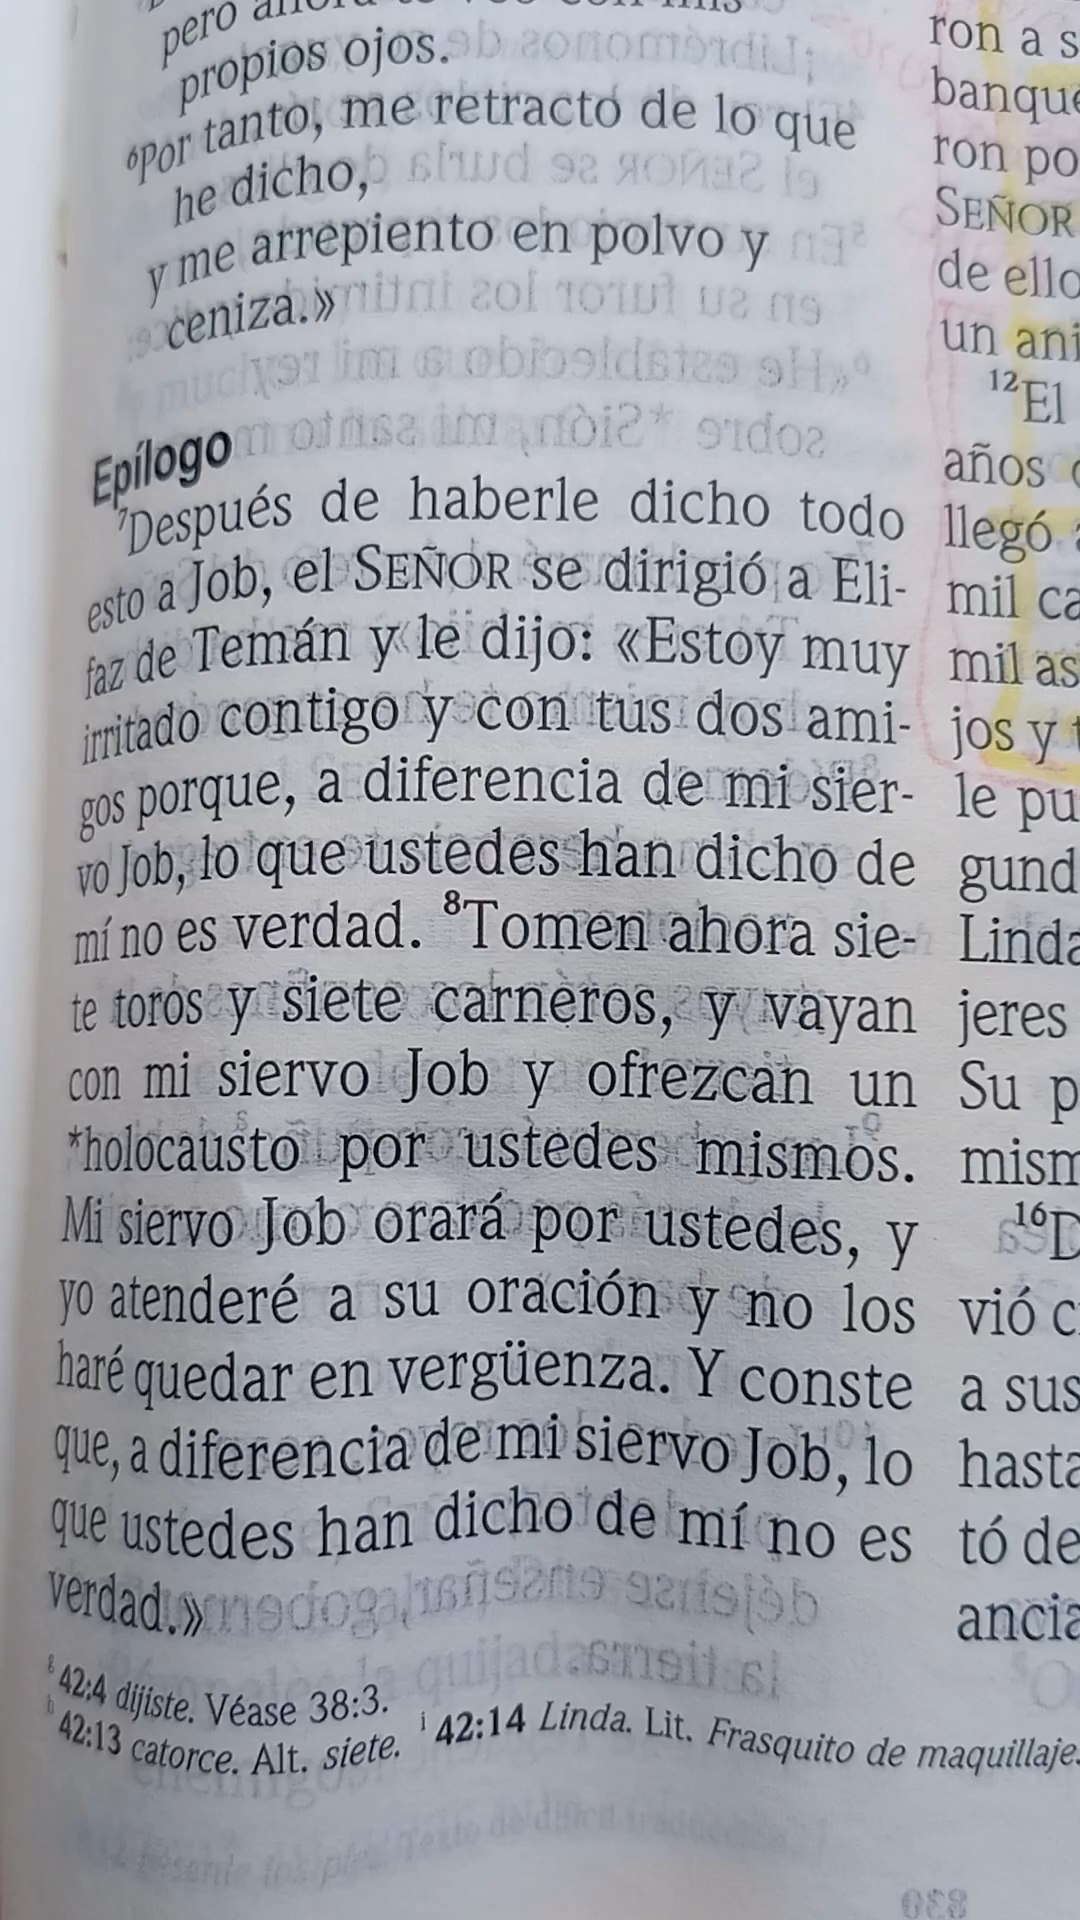 pero ahora te veo con mis
propios ojos.
⁶Por tanto, me retracto de lo que
he dicho,
y me arrepiento en polvo y
ceniza.»
Epílogo
⁷Después de haberle dicho todo
esto a Job, el SEÑOR se dirigió a Eli-
faz de Temán y le dijo: «Estoy muy
irritado contigo y con tus dos ami-
gos porque, a diferencia de mi sier-
vo Job, lo que ustedes han dicho de
mí no es verdad. ⁸Tomen ahora sie-
te toros y siete carneros, y vayan
con mi siervo Job y ofrezcan un
*holocausto por ustedes mismos.
Mi siervo Job orará por ustedes, y
yo atenderé a su oración y no los
haré quedar en vergüenza. Y conste
que, a diferencia de mi siervo Job, lo
que ustedes han dicho de mí no es
verdad.»
ron a s
banque
ron po
SEÑOR
de ello
un ani
¹²El
años
llegó
mil ca
mil as
jos y
le pu
gund
Linda
jeres
Su p
mism
¹⁶D
vió c
a sus
hasta
tó de
ancia
ᵍ 42:4 dijiste. Véase 38:3.
ʰ 42:13 catorce. Alt. siete. ⁱ 42:14 Linda. Lit. Frasquito de maquillaje.